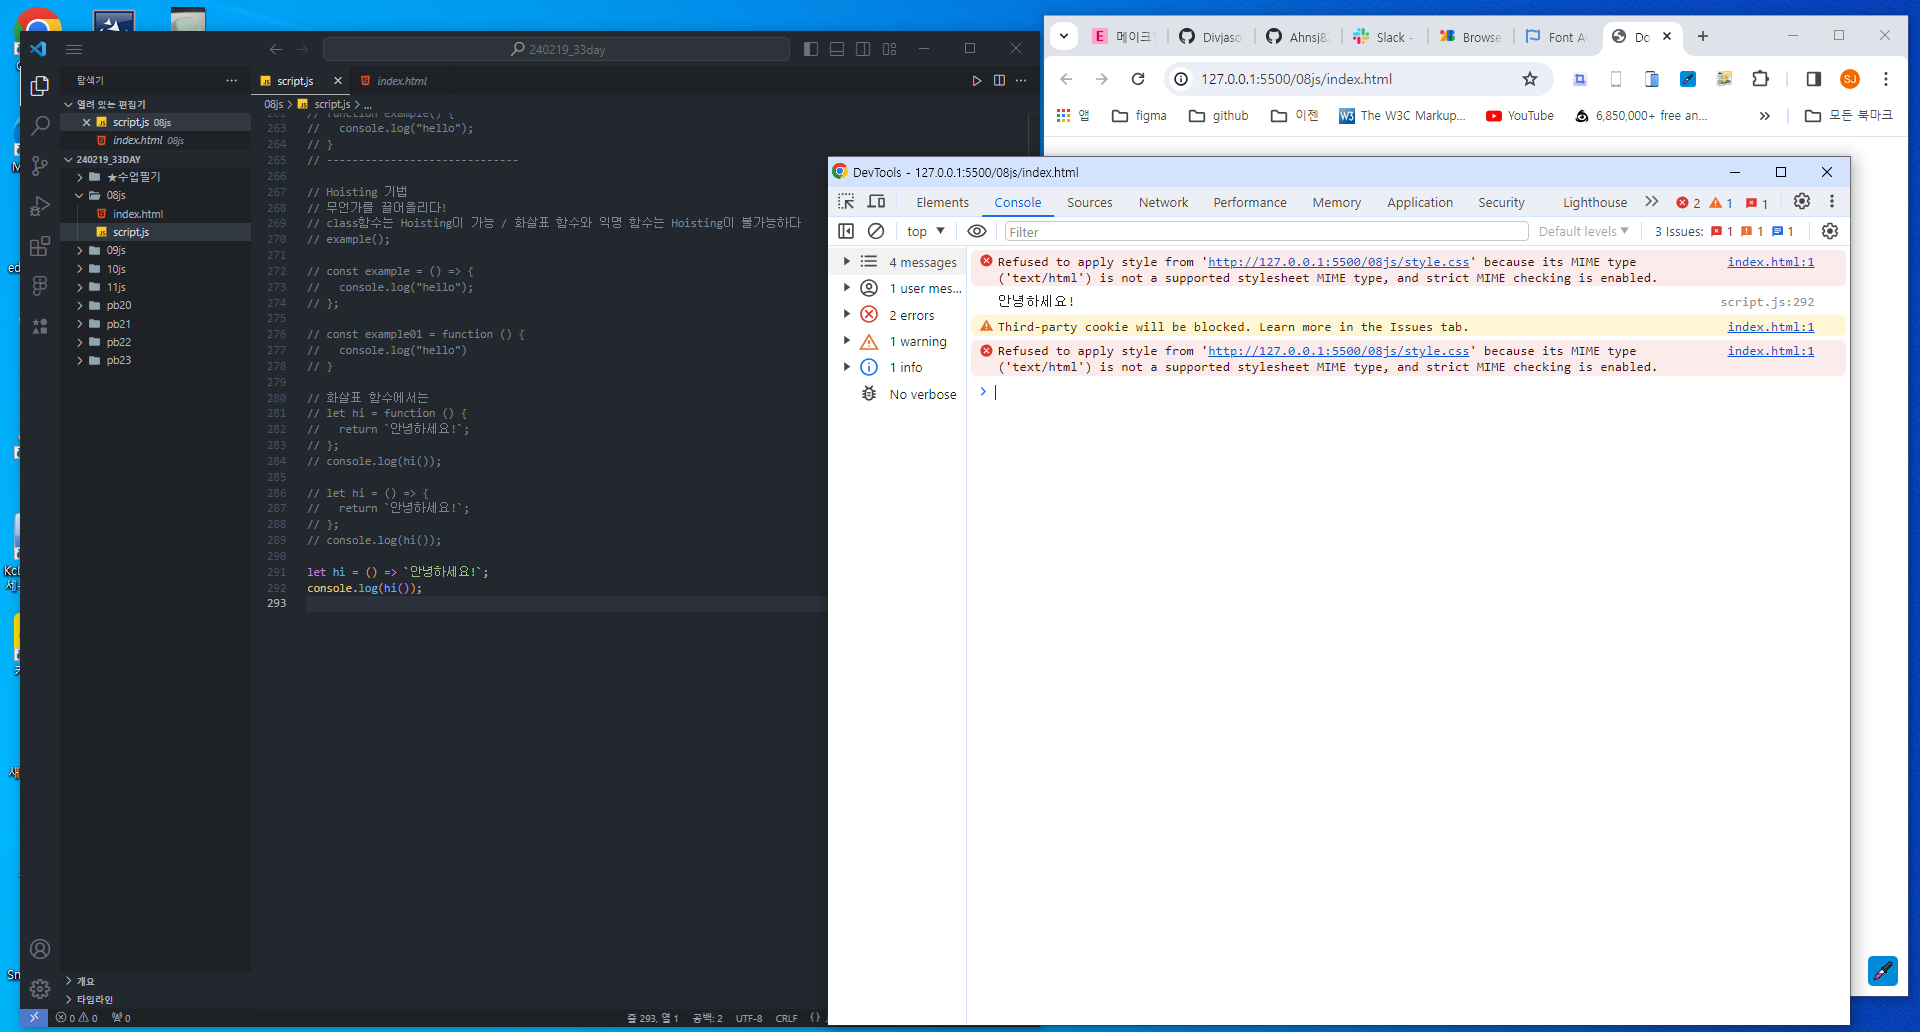 240219_33day
탐색기
열려 있는 편집기
script.js 08js
index.html 08js
240219_33DAY
★수업필기
08js
index.html
script.js
09js
10js
11js
pb20
pb21
pb22
pb23
개요
타임라인
script.js
index.html
08js > script.js > ...
262 // function example() {
263 //   console.log("hello");
264 // }
265 // ------------------------------
266
267 // Hoisting 기법
268 // 무언가를 끌어올리다!
269 // class함수는 Hoisting이 가능 / 화살표 함수와 익명 함수는 Hoisting이 불가능하다
270 // example();
271
272 // const example = () => {
273 //   console.log("hello");
274 // };
275
276 // const example01 = function () {
277 //   console.log("hello")
278 // }
279
280 // 화살표 함수에서는
281 // let hi = function () {
282 //   return `안녕하세요!`;
283 // };
284 // console.log(hi());
285
286 // let hi = () => {
287 //   return `안녕하세요!`;
288 // };
289 // console.log(hi());
290
291 let hi = () => `안녕하세요!`;
292 console.log(hi());
293
0 0 0
줄 293, 열 1 공백: 2 UTF-8 CRLF {}
메이크 Divjaso Ahnsj82 Slack - Browse Font A Do
127.0.0.1:5500/08js/index.html
SJ
앱 figma github 이젠 The W3C Markup... YouTube 6,850,000+ free an... » 모든 북마크
DevTools - 127.0.0.1:5500/08js/index.html
Elements Console Sources Network Performance Memory Application Security Lighthouse » 2 1 1
top Filter Default levels 3 Issues: 1 1 1
4 messages
1 user mes...
2 errors
1 warning
1 info
No verbose
Refused to apply style from 'http://127.0.0.1:5500/08js/style.css' because its MIME type index.html:1
('text/html') is not a supported stylesheet MIME type, and strict MIME checking is enabled.
안녕하세요! script.js:292
Third-party cookie will be blocked. Learn more in the Issues tab. index.html:1
Refused to apply style from 'http://127.0.0.1:5500/08js/style.css' because its MIME type index.html:1
('text/html') is not a supported stylesheet MIME type, and strict MIME checking is enabled.
>